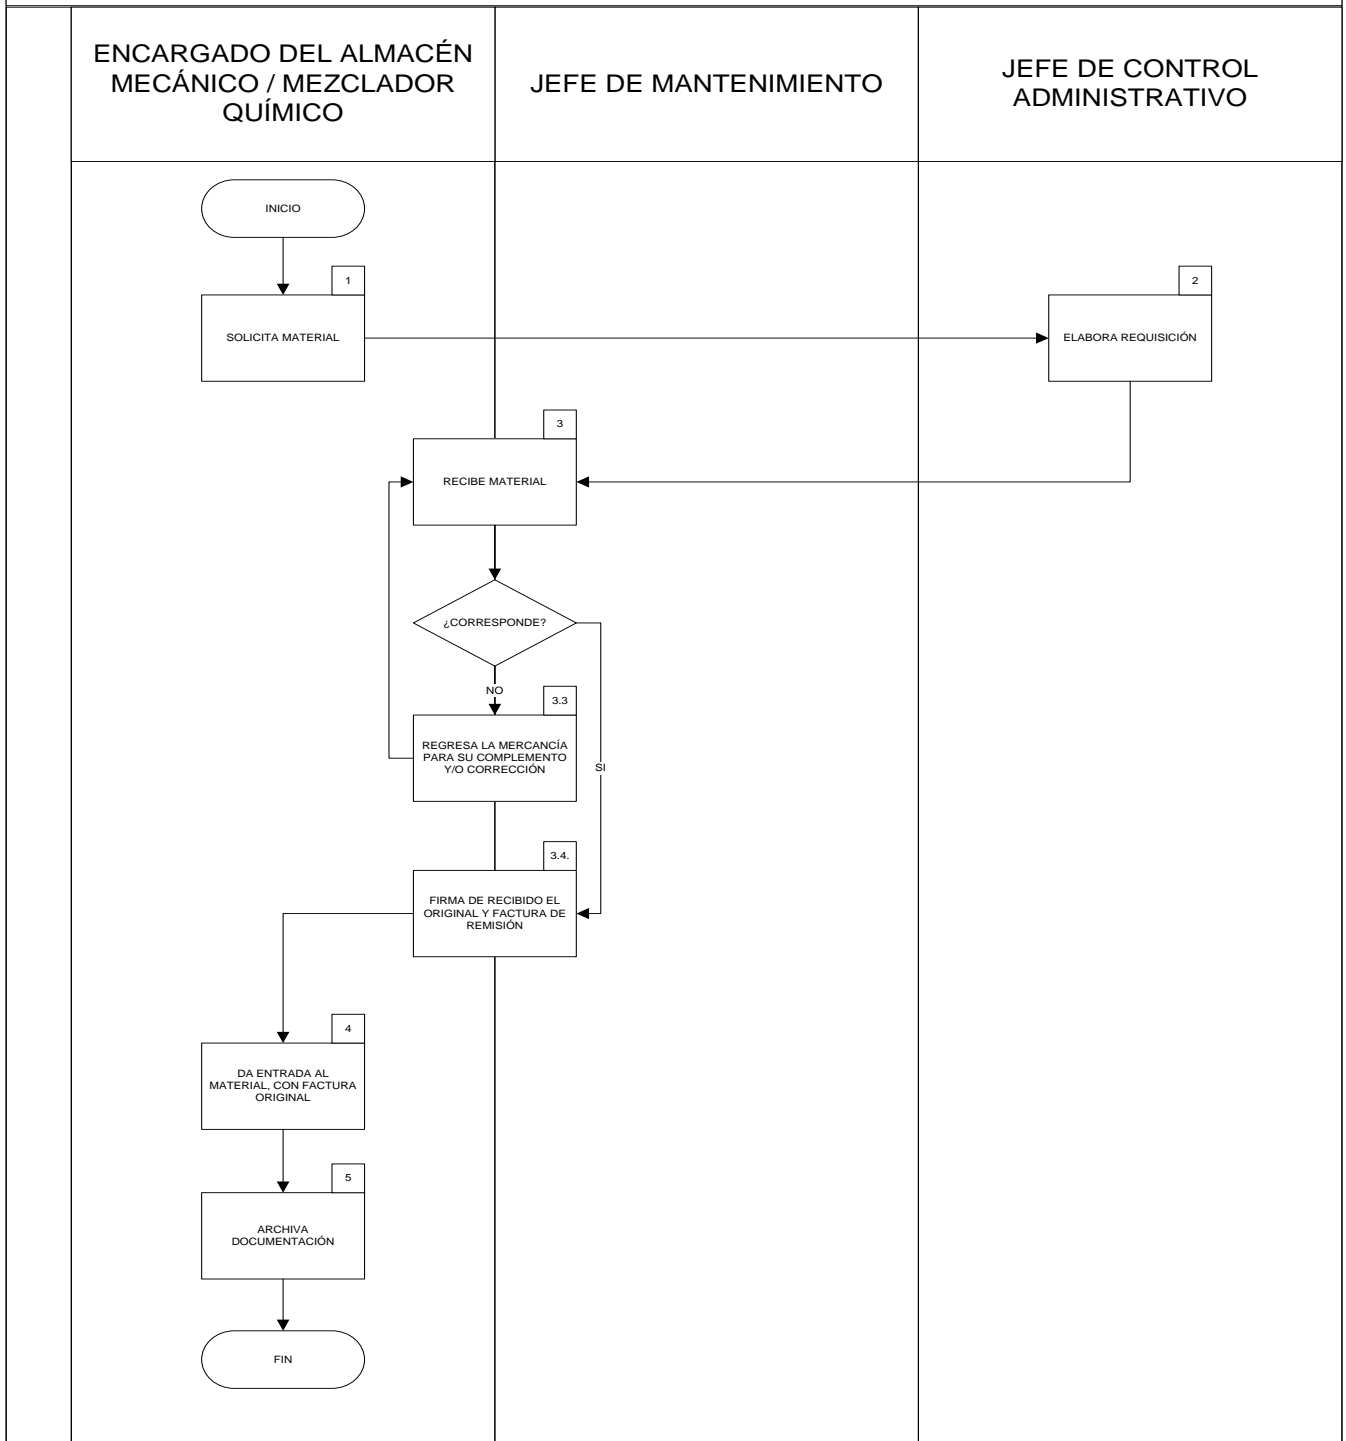 ENCARGADO DEL ALMACÉN
MECÁNICO / MEZCLADOR
QUÍMICO
JEFE DE MANTENIMIENTO
JEFE DE CONTROL
ADMINISTRATIVO
INICIO
1
SOLICITA MATERIAL
2
ELABORA REQUISICIÓN
3
RECIBE MATERIAL
¿CORRESPONDE?
NO
3.3
REGRESA LA MERCANCÍA
PARA SU COMPLEMENTO
Y/O CORRECCIÓN
SI
3.4.
FIRMA DE RECIBIDO EL
ORIGINAL Y FACTURA DE
REMISIÓN
4
DA ENTRADA AL
MATERIAL, CON FACTURA
ORIGINAL
5
ARCHIVA
DOCUMENTACIÓN
FIN